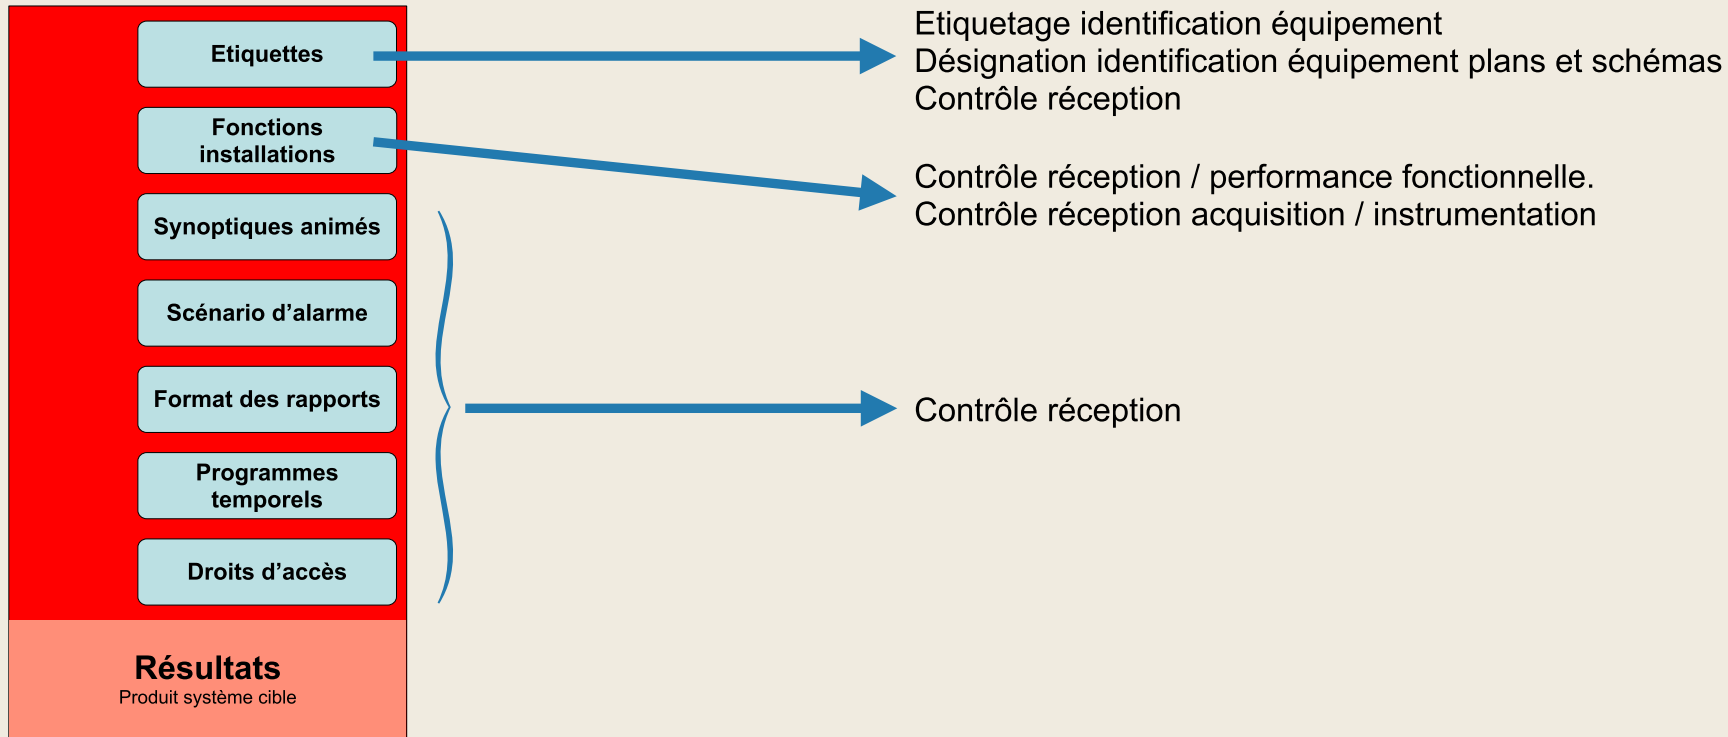 Etiquettes
Etiquetage identification équipement
Désignation identification équipement plans et schémas
Contrôle réception
Fonctions
installations
Contrôle réception / performance fonctionnelle.
Contrôle réception acquisition / instrumentation
Synoptiques animés
Scénario d’alarme
Format des rapports
Programmes
temporels
Droits d’accès
Contrôle réception
Résultats
Produit système cible